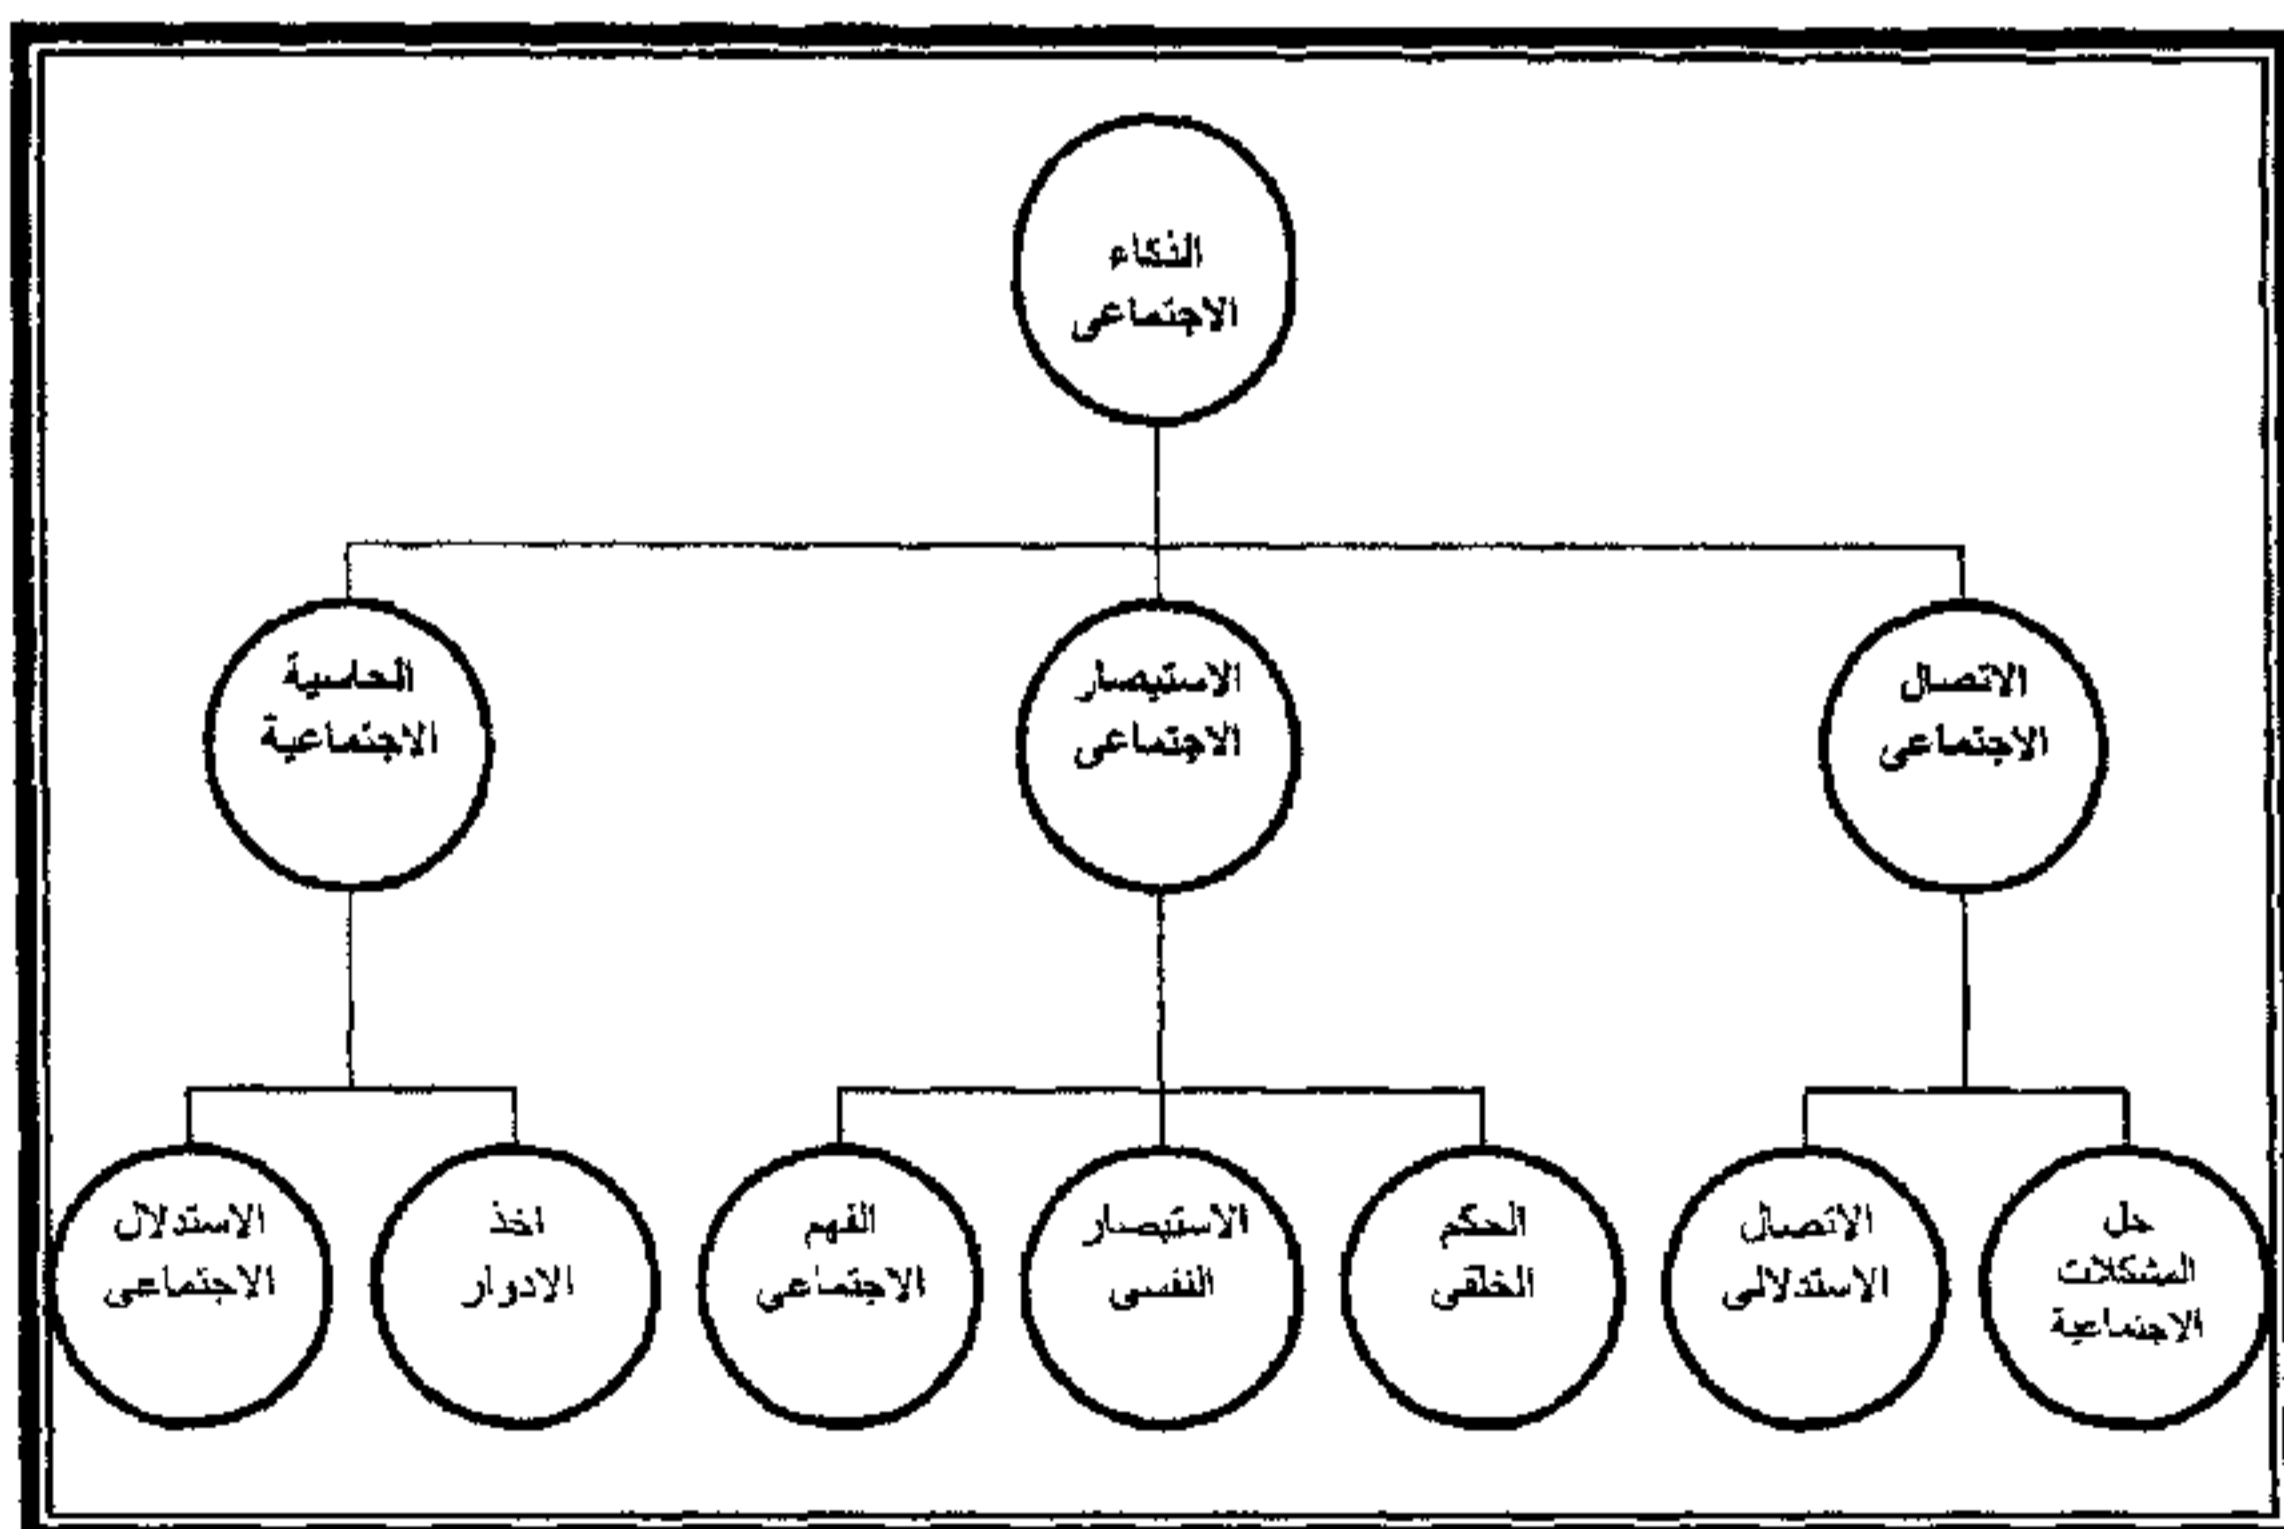 الذكاء
الاجتماعى
الاتصال
الاجتماعى
الاستبصار
الاجتماعى
الحاسية
الاجتماعية
حل
المشكلات
الاجتماعية
الاتصال
الاستدلالى
الحكم
الخلقى
الاستبصار
النفسى
الفهم
الاجتماعى
اخذ
الادوار
الاستدلال
الاجتماعى